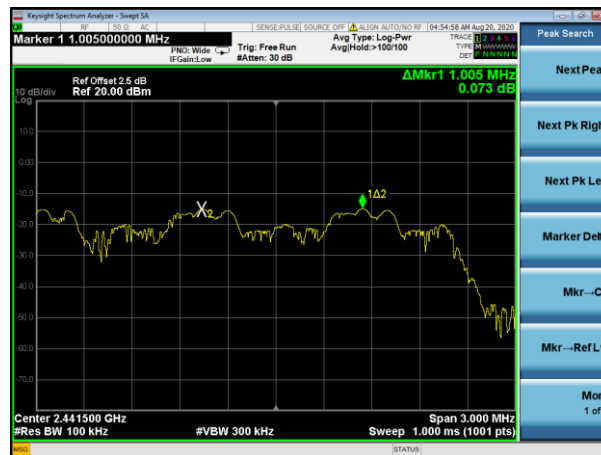 Keysight Spectrum Analyzer - Swept SA
RF 50 Ω AC SENSE:PULSE SOURCE OFF ALIGN AUTO/NO RF 04:54:58 AM Aug 20, 2020
Marker 1 1.005000000 MHz
PNO: Wide
IFGain:Low
Trig: Free Run
#Atten: 30 dB
Avg Type: Log-Pwr
Avg|Hold:>100/100
TRACE 1 2 3 4 5 6
TYPE MWWWWW
DET P NNNNN
Peak Search
ΔMkr1 1.005 MHz
0.073 dB
Ref Offset 2.5 dB
Ref 20.00 dBm
10 dB/div
Log
10.0
0.00
-10.0
-20.0
-30.0
-40.0
-50.0
-60.0
-70.0
X2
1Δ2
Next Pea
Next Pk Righ
Next Pk Le
Marker Delt
Mkr→C
Mkr→Ref L
Mor
1 of
Center 2.441500 GHz
#Res BW 100 kHz
#VBW 300 kHz
Span 3.000 MHz
Sweep 1.000 ms (1001 pts)
MSG
STATUS